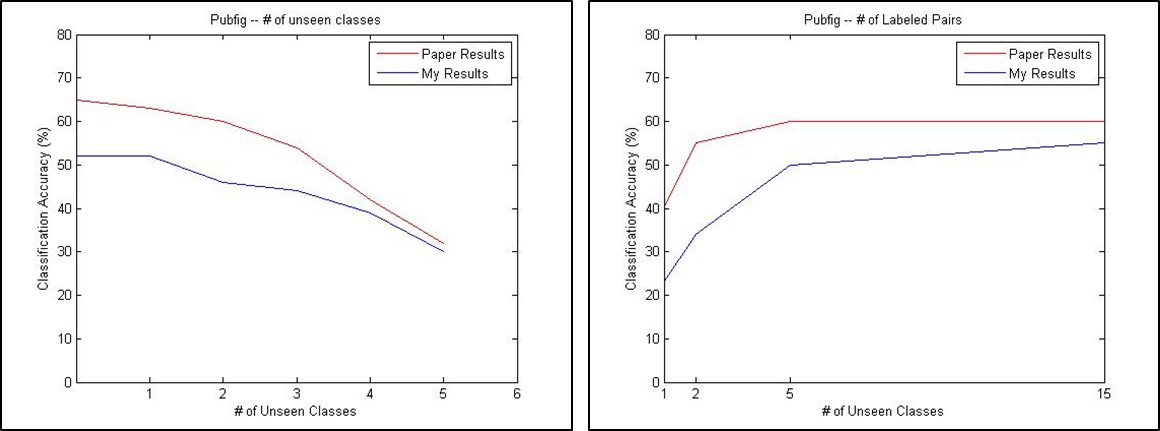 Pubfig -- # of unseen classes
80
70
60
50
40
30
20
10
0
Classification Accuracy (%)
Paper Results
My Results
1 2 3 4 5 6
# of Unseen Classes
Pubfig -- # of Labeled Pairs
80
70
60
50
40
30
20
10
0
Classification Accuracy (%)
Paper Results
My Results
1 2 5 15
# of Unseen Classes